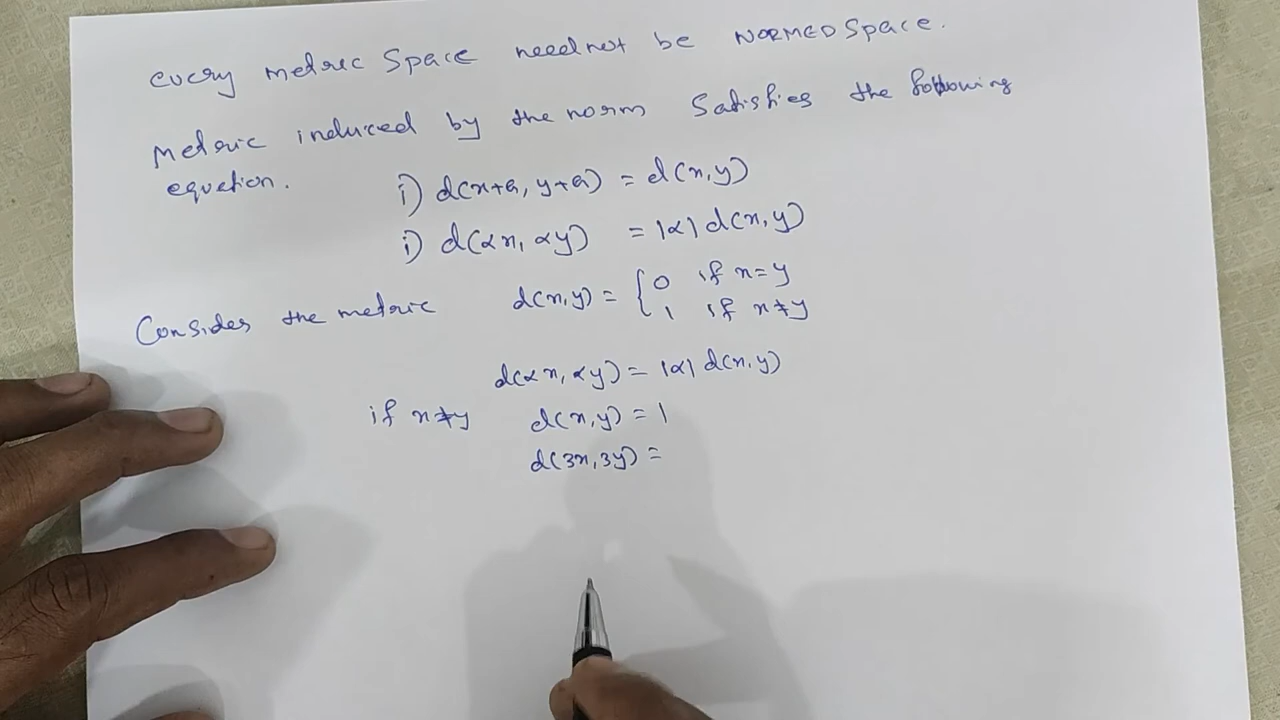 every metric Space need not be NORMED Space.
Metric induced by the norm Satisfies the following
equation. i) d(x+a, y+a) = d(x,y)
i) d(αx, αy) = |α| d(x,y)
Consider the metric d(x,y) = { 0 if x=y
1 if x≠y
d(αx, αy) = |α| d(x,y)
if x≠y d(x,y) = 1
d(3x,3y) =